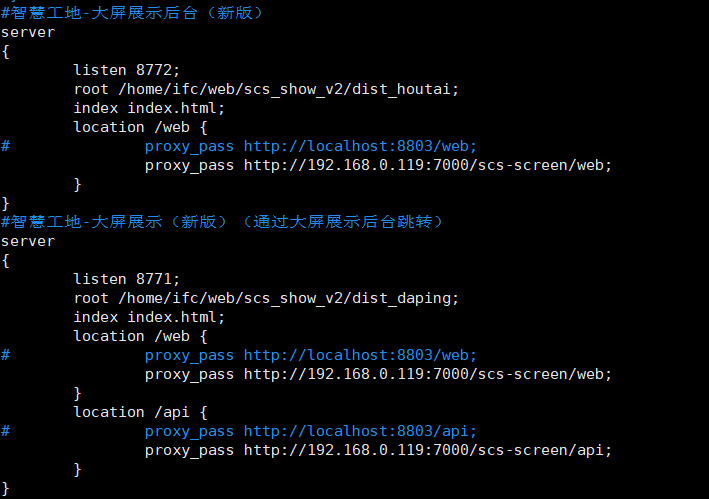 #智慧工地-大屏展示后台（新版）
server
{
        listen 8772;
        root /home/ifc/web/scs_show_v2/dist_houtai;
        index index.html;
        location /web {
#               proxy_pass http://localhost:8803/web;
                proxy_pass http://192.168.0.119:7000/scs-screen/web;
        }
}
#智慧工地-大屏展示（新版）（通过大屏展示后台跳转）
server
{
        listen 8771;
        root /home/ifc/web/scs_show_v2/dist_daping;
        index index.html;
        location /web {
#               proxy_pass http://localhost:8803/web;
                proxy_pass http://192.168.0.119:7000/scs-screen/web;
        }
        location /api {
#               proxy_pass http://localhost:8803/api;
                proxy_pass http://192.168.0.119:7000/scs-screen/api;
        }
}